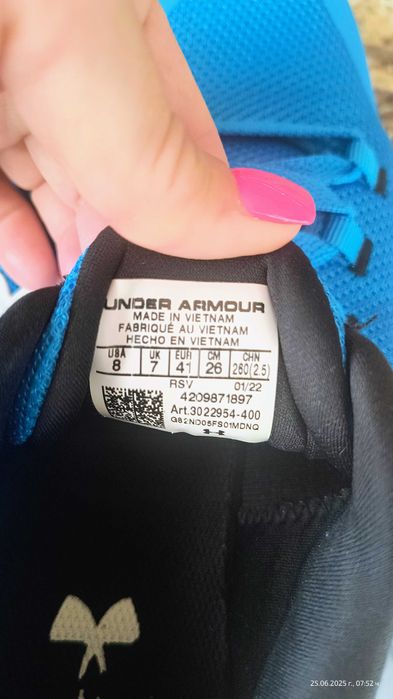 UNDER ARMOUR
MADE IN VIETNAM
FABRIQUÉ AU VIETNAM
HECHO EN VIETNAM
USA UK EUR CM CHN
8 7 41 26 260(2.5)
RSV 01/22
4209871897
Art.3022954-400
G82ND05FS01MDNQ
25.06.2025 г., 07:52 ч.